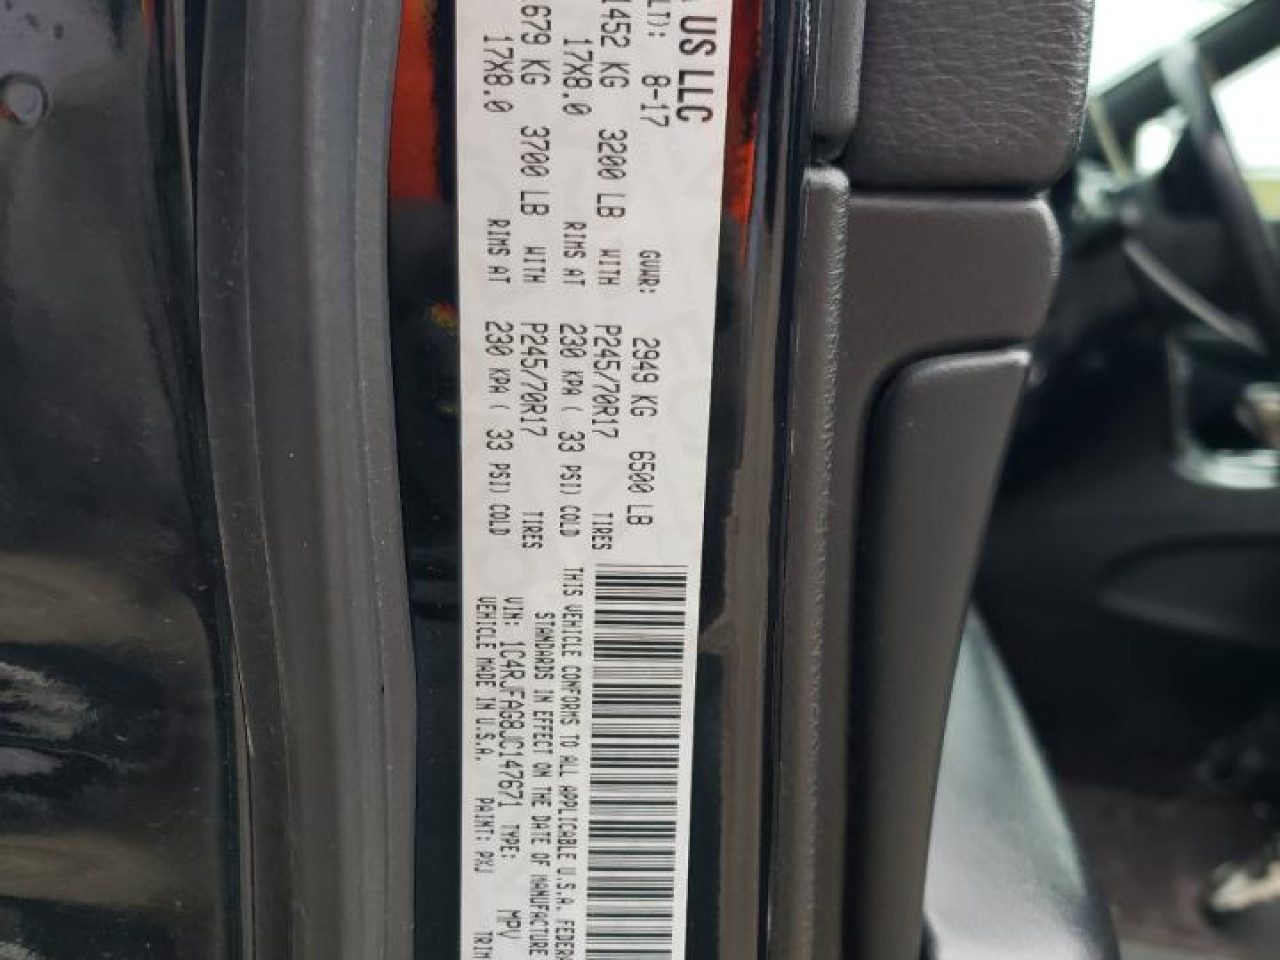 A US LLC
LT): 8-17 GVWR: 2949 KG 6500 LB
1452 KG 3200 LB WITH P245/70R17 TIRES
17X8.0 RIMS AT 230 KPA ( 33 PSI) COLD
679 KG 3700 LB WITH P245/70R17 TIRES
17X8.0 RIMS AT 230 KPA ( 33 PSI) COLD
THIS VEHICLE CONFORMS TO ALL APPLICABLE U.S.A. FEDER
STANDARDS IN EFFECT ON THE DATE OF MANUFACTURE
VIN: 1C4RJFAG8JC147671 TYPE: MPV
VEHICLE MADE IN U.S.A. PAINT: PXJ TRIM